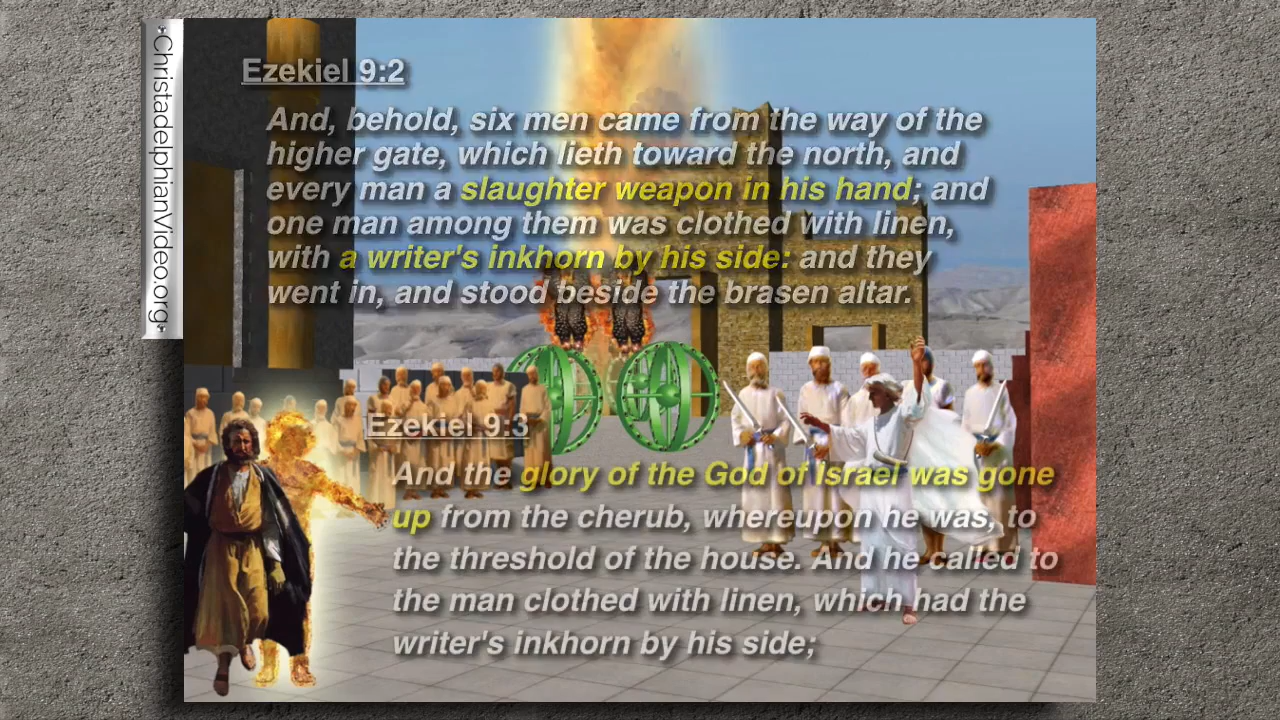 •ChristadelphianVideo.org•
Ezekiel 9:2
And, behold, six men came from the way of the
higher gate, which lieth toward the north, and
every man a slaughter weapon in his hand; and
one man among them was clothed with linen,
with a writer's inkhorn by his side: and they
went in, and stood beside the brasen altar.
Ezekiel 9:3
And the glory of the God of Israel was gone
up from the cherub, whereupon he was, to
the threshold of the house. And he called to
the man clothed with linen, which had the
writer's inkhorn by his side;